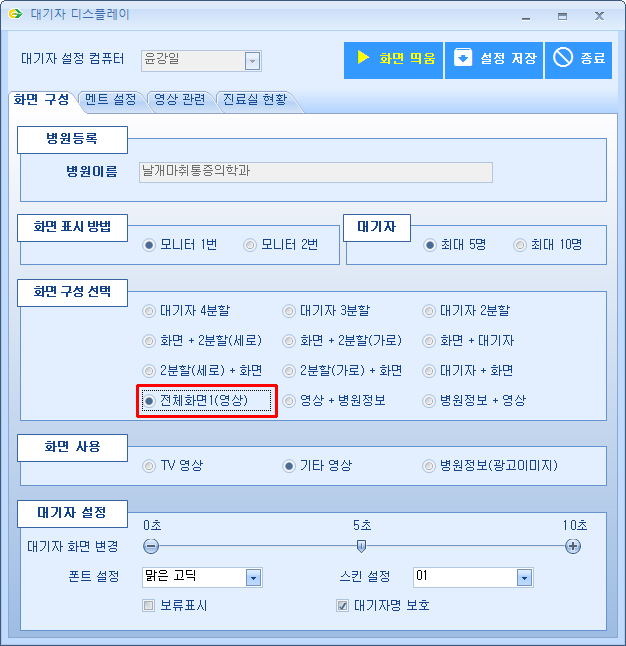 대기자 디스플레이
대기자 설정 컴퓨터 윤강일 화면 띄움 설정 저장 종료
화면 구성 멘트 설정 영상 관련 진료실 현황
병원등록
병원이름 날개마취통증의학과
화면 표시 방법 대기자
모니터 1번 모니터 2번 최대 5명 최대 10명
화면 구성 선택
대기자 4분할 대기자 3분할 대기자 2분할
화면 + 2분할(세로) 화면 + 2분할(가로) 화면 + 대기자
2분할(세로) + 화면 2분할(가로) + 화면 대기자 + 화면
전체화면1(영상) 영상 + 병원정보 병원정보 + 영상
화면 사용
TV 영상 기타 영상 병원정보(광고이미지)
대기자 설정
0초 5초 10초
대기자 화면 변경
폰트 설정 맑은 고딕 스킨 설정 01
보류표시 대기자명 보호